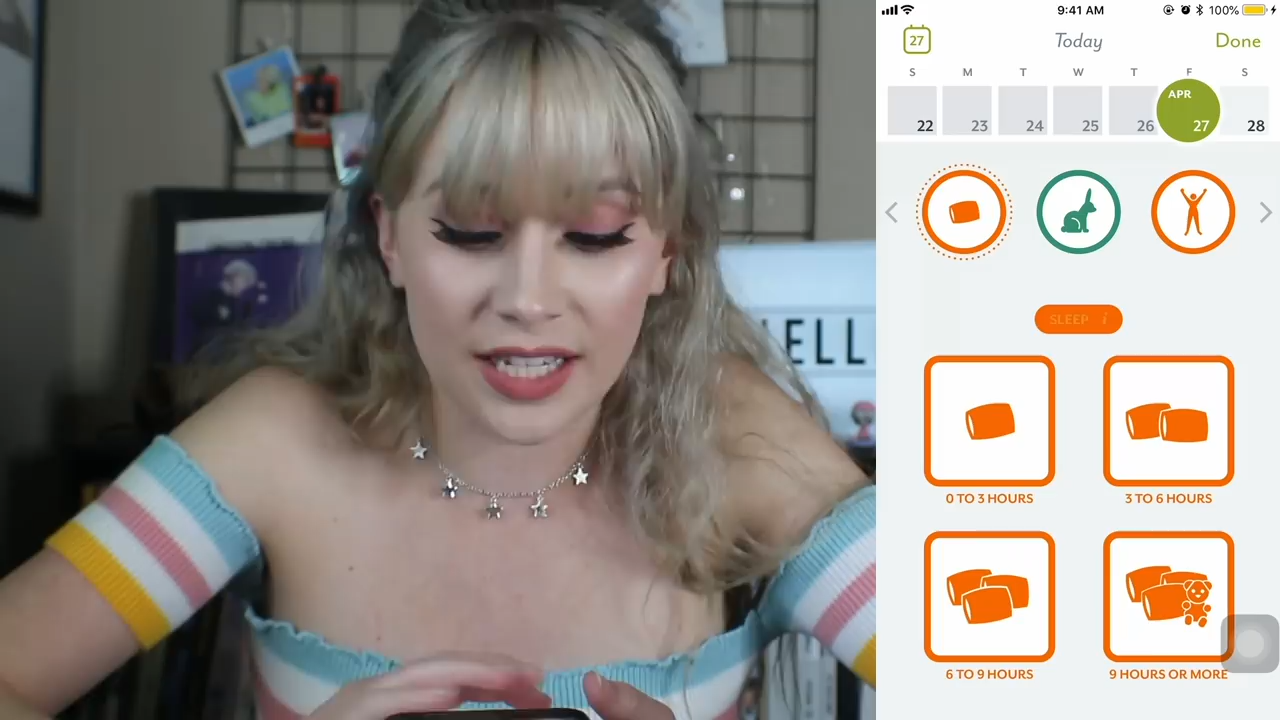 9:41 AM
100%
27
Today
Done
S M T W T F S
22 23 24 25 26 APR 27 28
SLEEP i
0 TO 3 HOURS
3 TO 6 HOURS
6 TO 9 HOURS
9 HOURS OR MORE
ELL